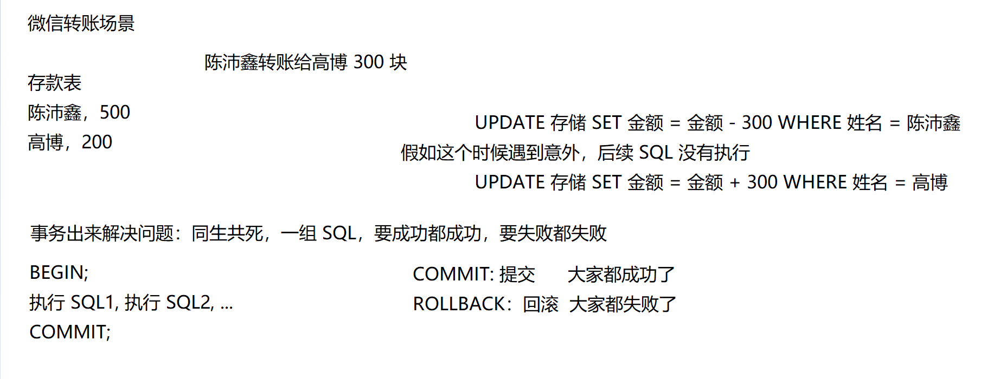 微信转账场景
陈沛鑫转账给高博 300 块
存款表
陈沛鑫，500
高博，200
UPDATE 存储 SET 金额 = 金额 - 300 WHERE 姓名 = 陈沛鑫
假如这个时候遇到意外，后续 SQL 没有执行
UPDATE 存储 SET 金额 = 金额 + 300 WHERE 姓名 = 高博
事务出来解决问题：同生共死，一组 SQL，要成功都成功，要失败都失败
BEGIN;
执行 SQL1, 执行 SQL2, ...
COMMIT;
COMMIT: 提交 大家都成功了
ROLLBACK：回滚 大家都失败了